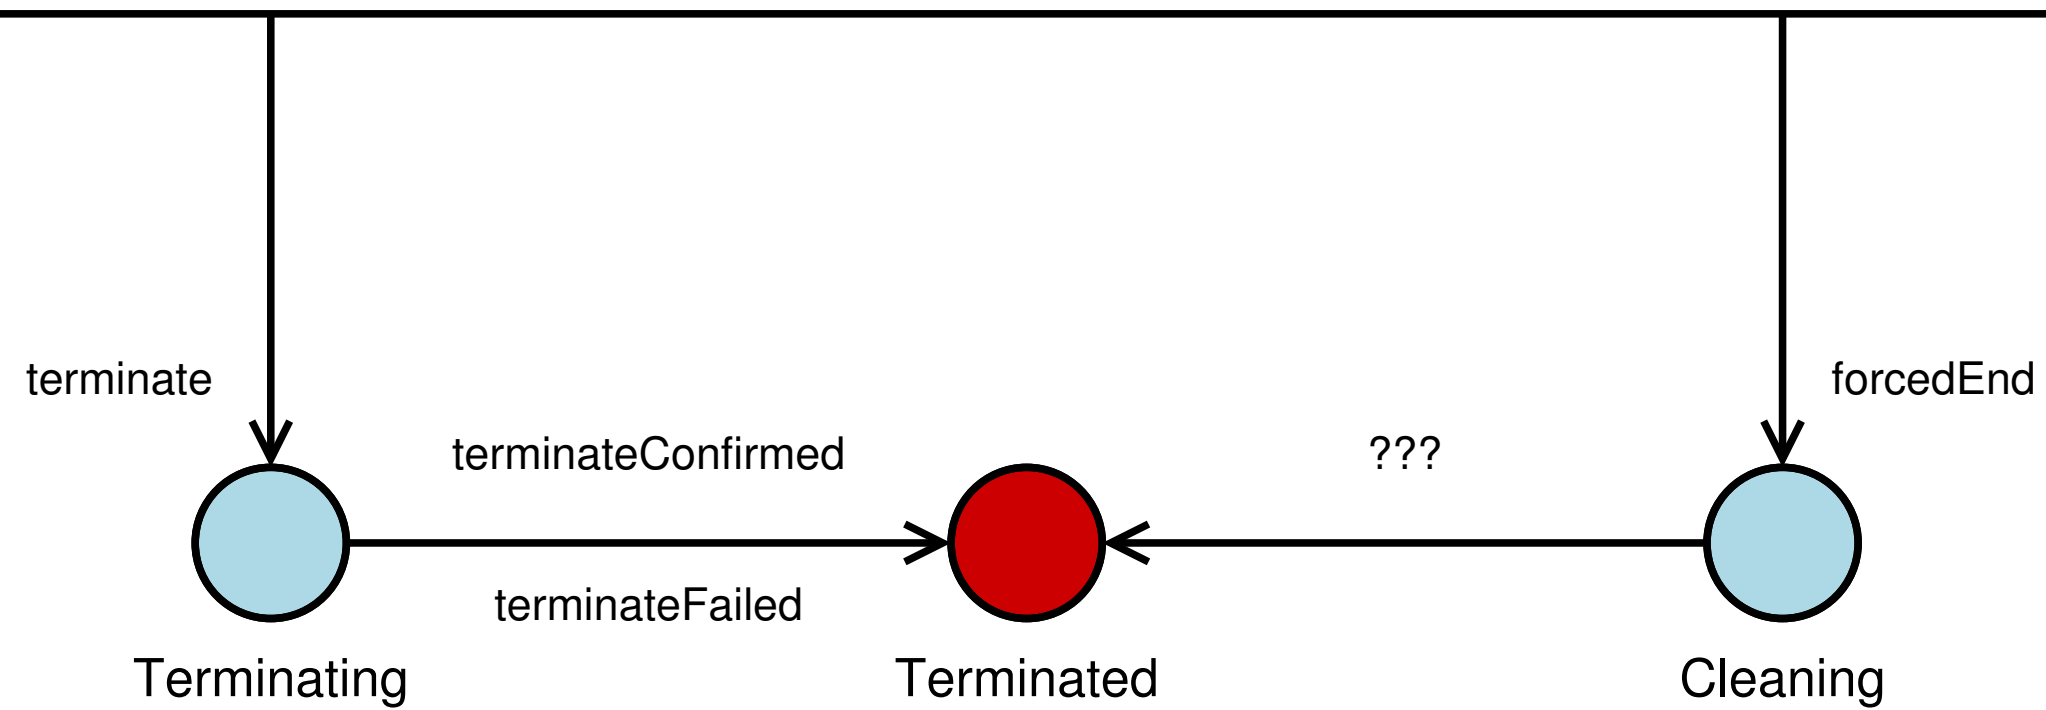 terminate
forcedEnd
terminateConfirmed
???
terminateFailed
Terminating
Terminated
Cleaning